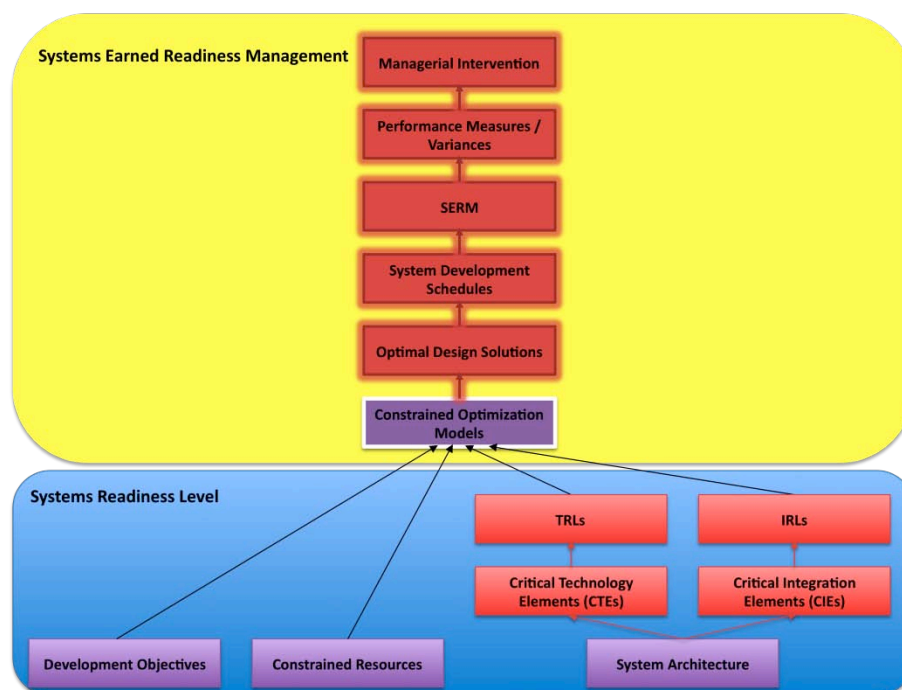 Systems Earned Readiness Management
Managerial Intervention
Performance Measures /
Variances
SERM
System Development
Schedules
Optimal Design Solutions
Constrained Optimization
Models
Systems Readiness Level
TRLs
IRLs
Critical Technology
Elements (CTEs)
Critical Integration
Elements (CIEs)
Development Objectives
Constrained Resources
System Architecture